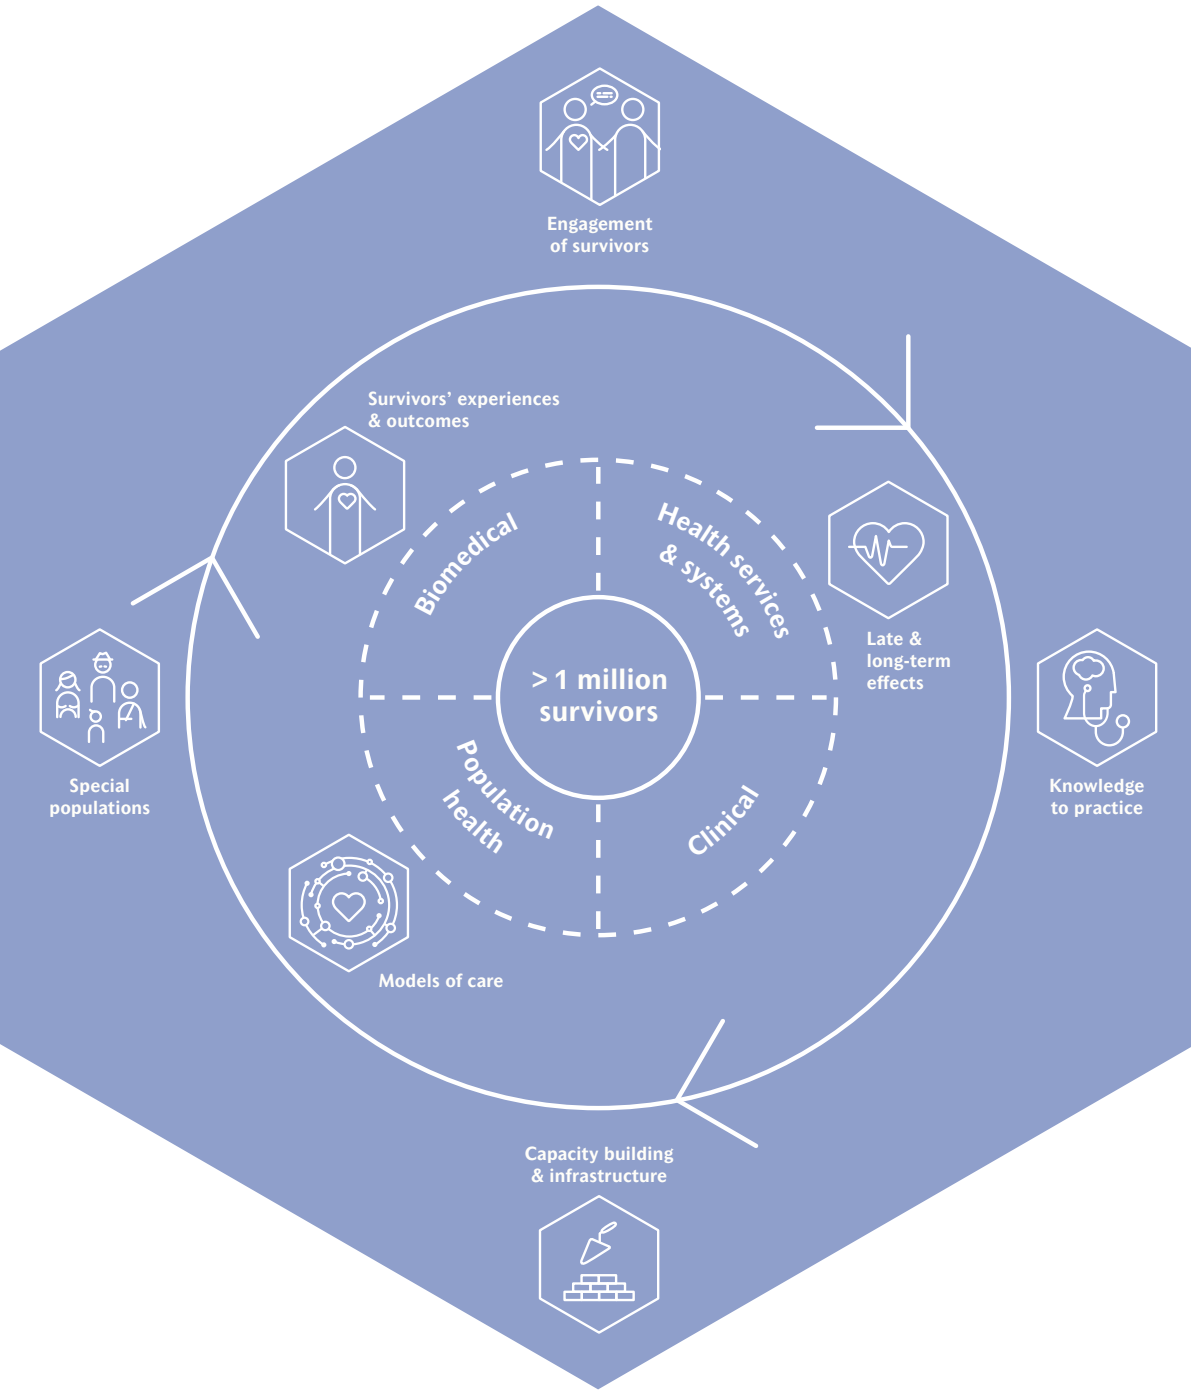 Engagement
of survivors
Survivors’ experiences
& outcomes
Biomedical
Health services
& systems
Late &
long-term
effects
> 1 million
survivors
Special
populations
Knowledge
to practice
Population
health
Clinical
Models of care
Capacity building
& infrastructure